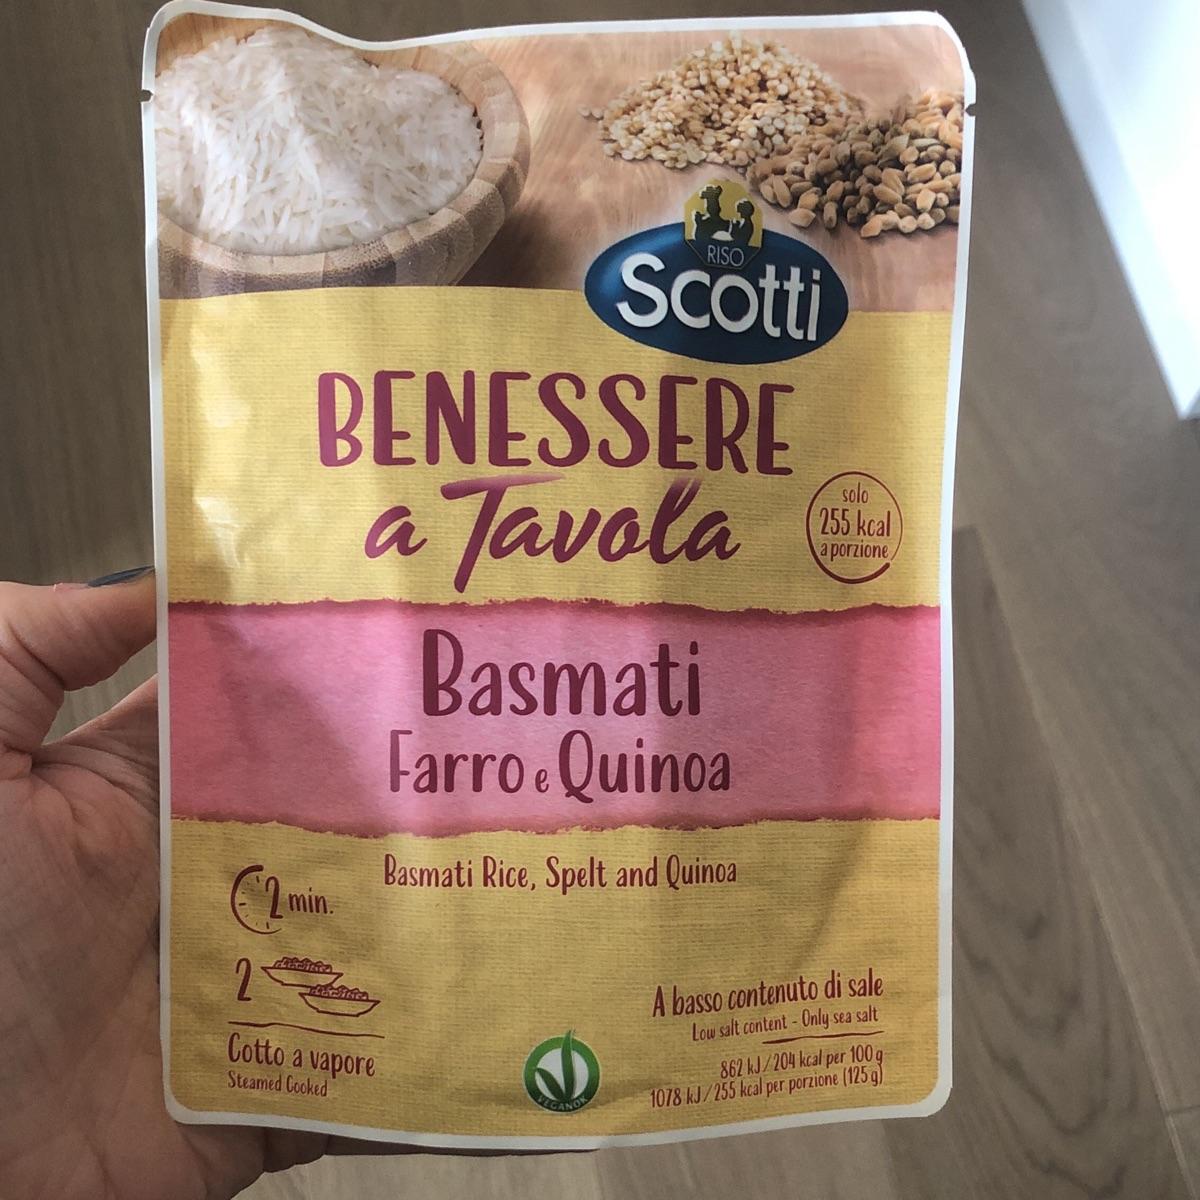 RISO
Scotti
BENESSERE
a Tavola
solo
255 kcal
a porzione
Basmati
Farro e Quinoa
Basmati Rice, Spelt and Quinoa
2 min.
2
Cotto a vapore
Steamed Cooked
VEGANOK
A basso contenuto di sale
Low salt content - Only sea salt
862 kJ / 204 kcal per 100 g
1078 kJ / 255 kcal per porzione (125 g)